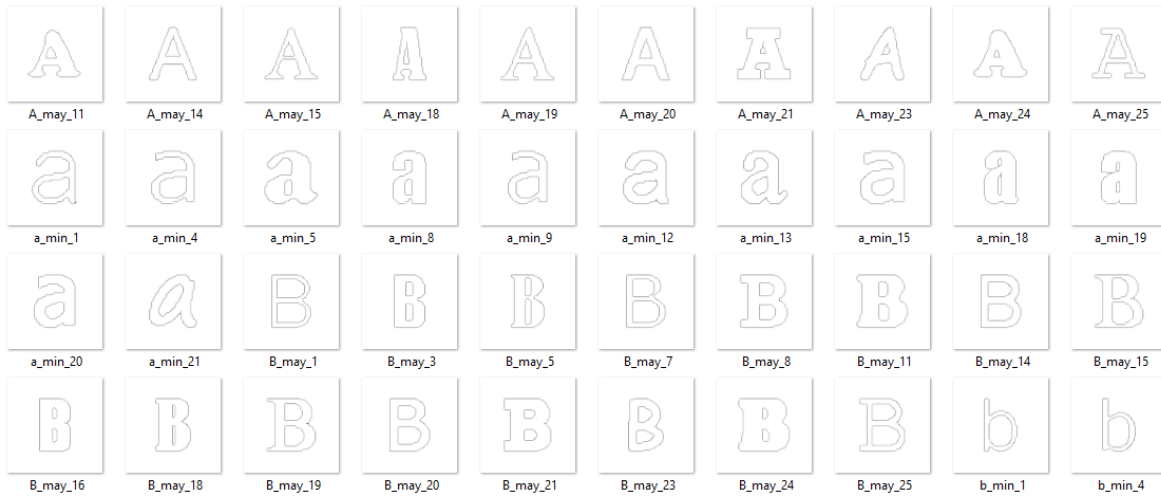 A A A A A A A A A A
A_may_11 A_may_14 A_may_15 A_may_18 A_may_19 A_may_20 A_may_21 A_may_23 A_may_24 A_may_25
a a a a a a a a a a
a_min_1 a_min_4 a_min_5 a_min_8 a_min_9 a_min_12 a_min_13 a_min_15 a_min_18 a_min_19
a a B B B B B B B B
a_min_20 a_min_21 B_may_1 B_may_3 B_may_5 B_may_7 B_may_8 B_may_11 B_may_14 B_may_15
B B B B B B B B b b
B_may_16 B_may_18 B_may_19 B_may_20 B_may_21 B_may_23 B_may_24 B_may_25 b_min_1 b_min_4